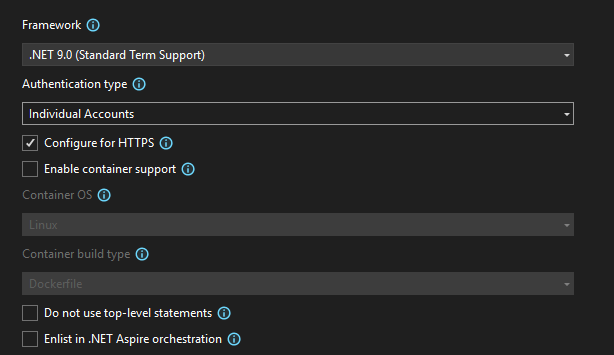 Framework
.NET 9.0 (Standard Term Support)
Authentication type
Individual Accounts
Configure for HTTPS
Enable container support
Container OS
Linux
Container build type
Dockerfile
Do not use top-level statements
Enlist in .NET Aspire orchestration